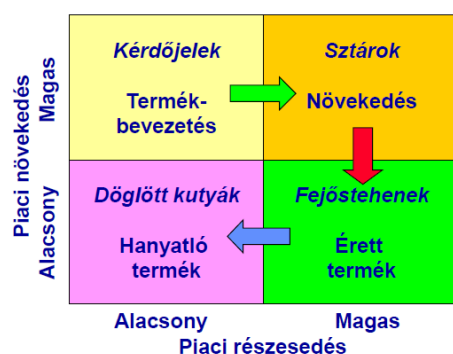 Piaci növekedés
Magas
Alacsony
Kérdőjelek
Termék-
bevezetés
Sztárok
Növekedés
Döglött kutyák
Hanyatló
termék
Fejőstehenek
Érett
termék
Alacsony
Magas
Piaci részesedés